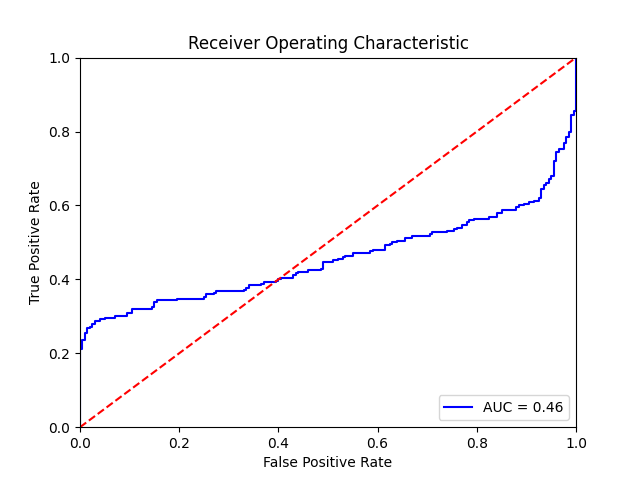 Receiver Operating Characteristic
True Positive Rate
1.0
0.8
0.6
0.4
0.2
0.0
AUC = 0.46
0.0 0.2 0.4 0.6 0.8 1.0
False Positive Rate